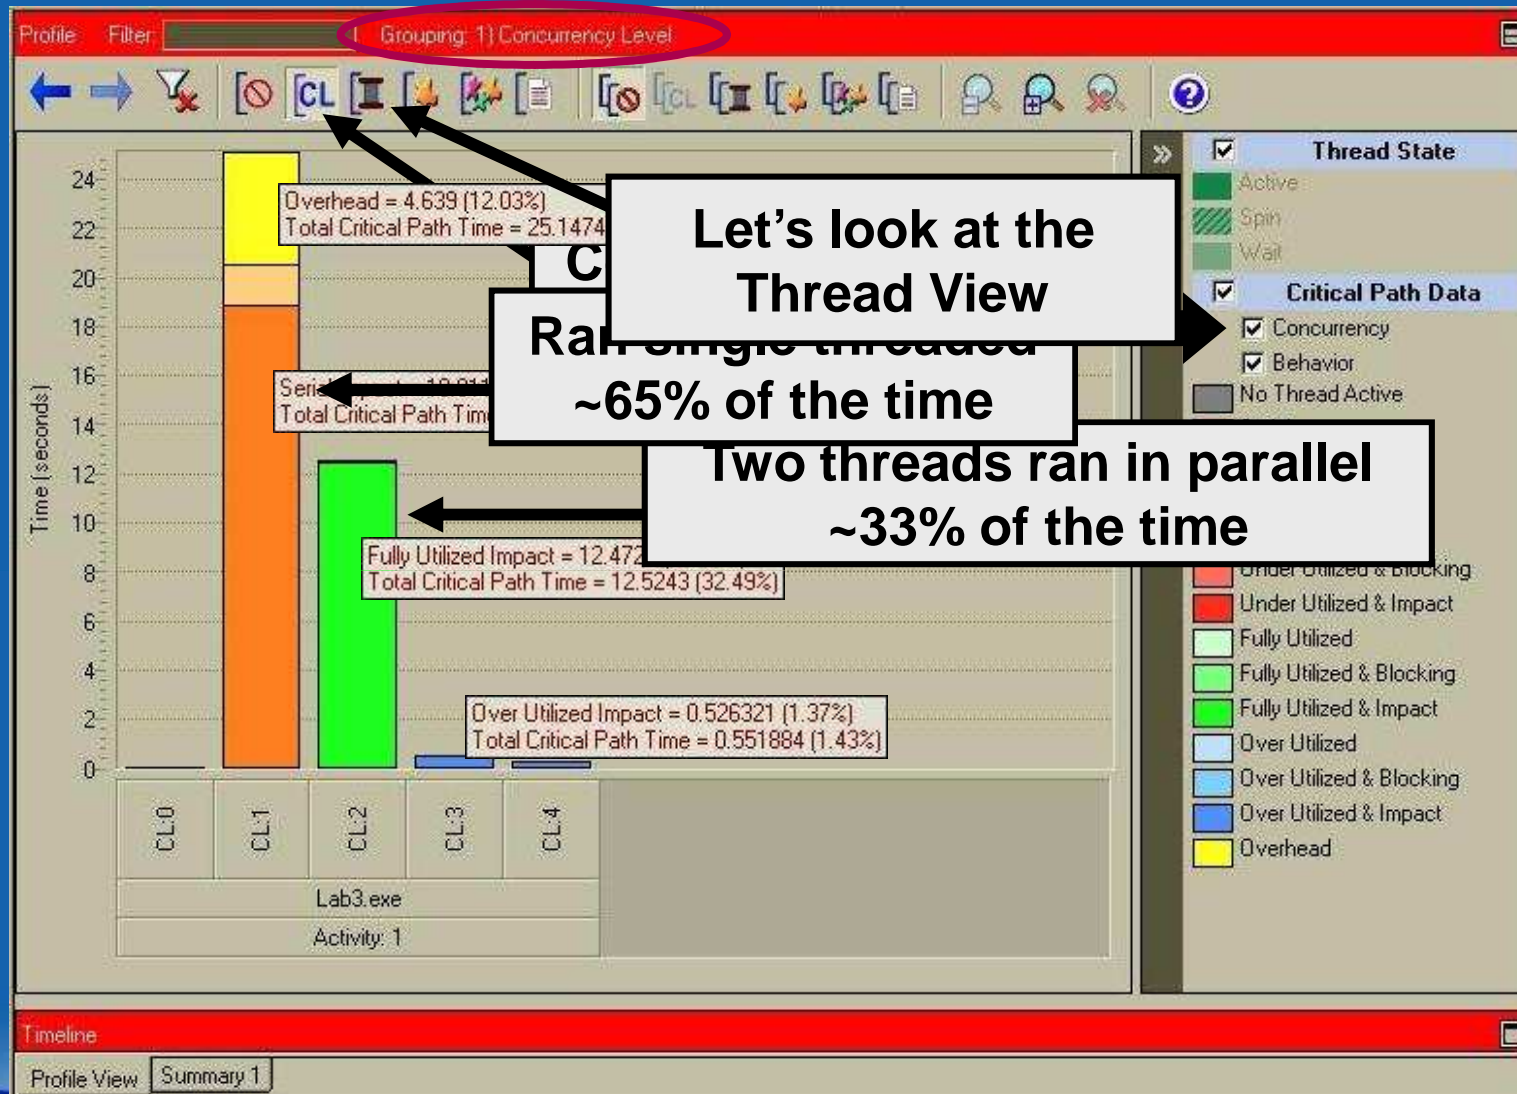 Profile Filter: Grouping: 1) Concurrency Level
CL CL
24
22
20
18
16
14
12
10
8
6
4
2
0
Time (seconds)
Overhead = 4.639 (12.03%)
Total Critical Path Time = 25.1474
C
Let's look at the
Thread View
Ran single threaded
~65% of the time
Total Critical Path Time
Two threads ran in parallel
~33% of the time
Fully Utilized Impact = 12.472
Total Critical Path Time = 12.5243 (32.49%)
Over Utilized Impact = 0.526321 (1.37%)
Total Critical Path Time = 0.551884 (1.43%)
CL:0
CL:1
CL:2
CL:3
CL:4
Lab3.exe
Activity: 1
Thread State
Active
Spin
Wait
Critical Path Data
Concurrency
Behavior
No Thread Active
Under Utilized & Blocking
Under Utilized & Impact
Fully Utilized
Fully Utilized & Blocking
Fully Utilized & Impact
Over Utilized
Over Utilized & Blocking
Over Utilized & Impact
Overhead
Timeline
Profile View Summary 1